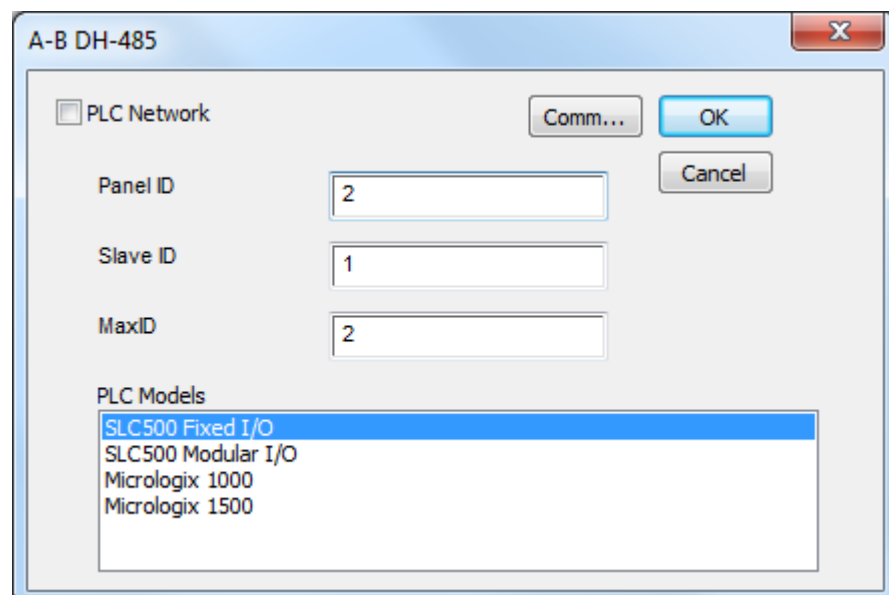 A-B DH-485
PLC Network
Comm...
OK
Cancel
Panel ID
2
Slave ID
1
MaxID
2
PLC Models
SLC500 Fixed I/O
SLC500 Modular I/O
Micrologix 1000
Micrologix 1500